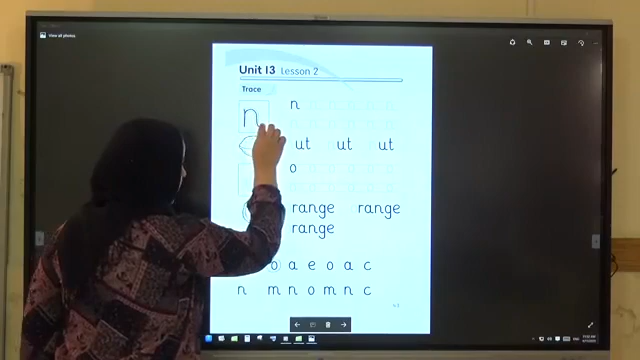 View all photos
Unit 13 Lesson 2
Trace
n n
ut ut ut
o
range range
range
o a e o a c
n m n o m n c